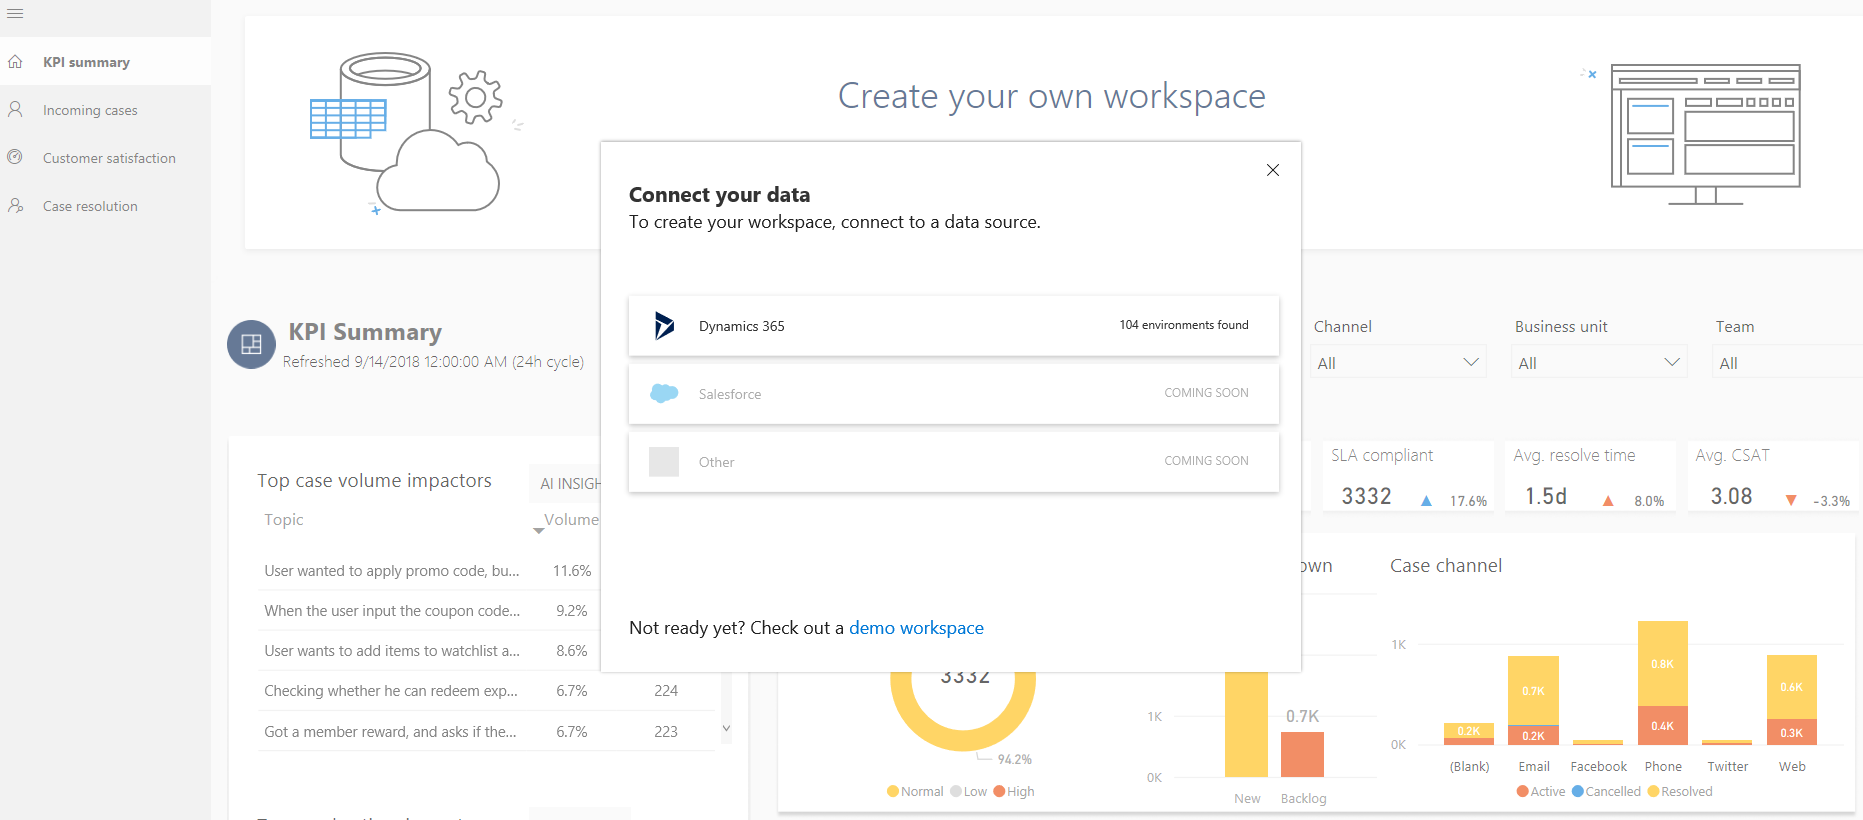 KPI summary
Incoming cases
Customer satisfaction
Case resolution
Create your own workspace
Connect your data
To create your workspace, connect to a data source.
Dynamics 365
104 environments found
Salesforce
COMING SOON
Other
COMING SOON
Not ready yet? Check out a demo workspace
KPI Summary
Refreshed 9/14/2018 12:00:00 AM (24h cycle)
Channel
All
Business unit
All
Team
All
SLA compliant
3332
17.6%
Avg. resolve time
1.5d
8.0%
Avg. CSAT
3.08
-3.3%
Top case volume impactors
AI INSIGH
Topic
Volume
User wanted to apply promo code, bu... 11.6%
When the user input the coupon code... 9.2%
User wants to add items to watchlist a... 8.6%
Checking whether he can redeem exp... 6.7% 224
Got a member reward, and asks if the... 6.7% 223
3332
94.2%
Normal Low High
own
1K
0.7K
0K
New Backlog
Case channel
1K
0K
0.2K
0.7K
0.2K
0.8K
0.4K
0.6K
0.3K
(Blank) Email Facebook Phone Twitter Web
Active Cancelled Resolved